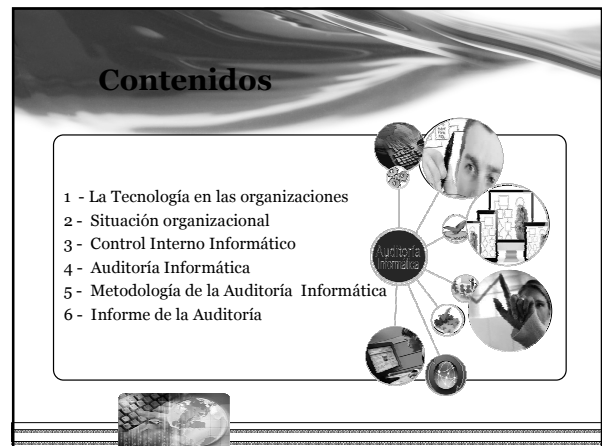 Contenidos
1 - La Tecnología en las organizaciones
2 - Situación organizacional
3 - Control Interno Informático
4 - Auditoría Informática
5 - Metodología de la Auditoría Informática
6 - Informe de la Auditoría
Auditoría
Informática